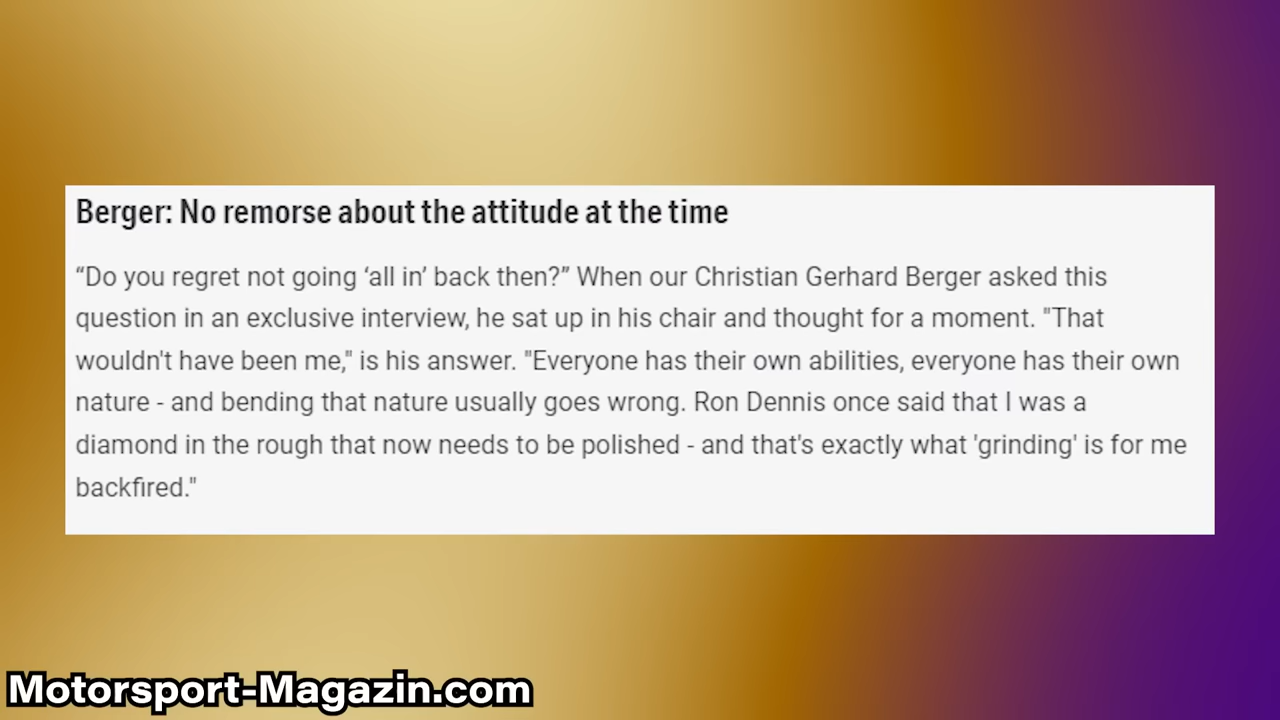 Berger: No remorse about the attitude at the time
“Do you regret not going ‘all in’ back then?” When our Christian Gerhard Berger asked this
question in an exclusive interview, he sat up in his chair and thought for a moment. "That
wouldn't have been me," is his answer. "Everyone has their own abilities, everyone has their own
nature - and bending that nature usually goes wrong. Ron Dennis once said that I was a
diamond in the rough that now needs to be polished - and that's exactly what 'grinding' is for me
backfired."
Motorsport-Magazin.com